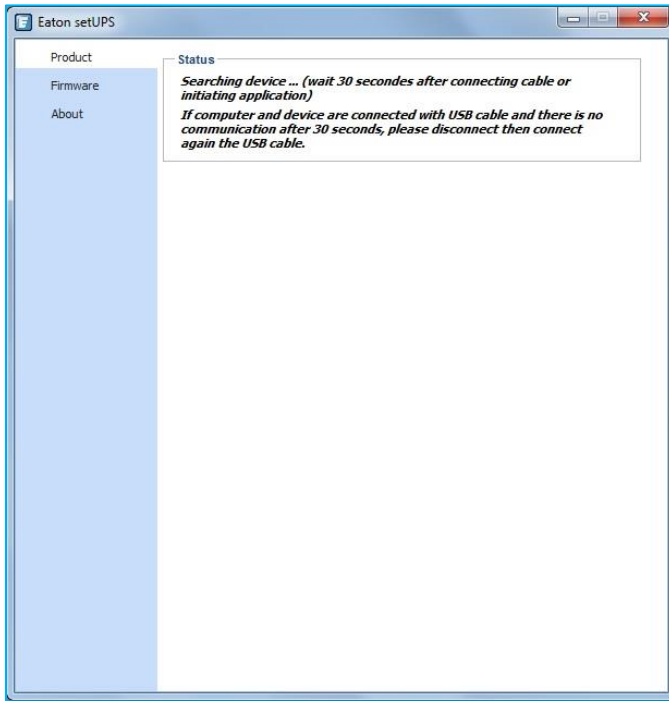 Eaton setUPS
Product
Firmware
About
Status
Searching device ... (wait 30 secondes after connecting cable or
initiating application)
If computer and device are connected with USB cable and there is no
communication after 30 seconds, please disconnect then connect
again the USB cable.